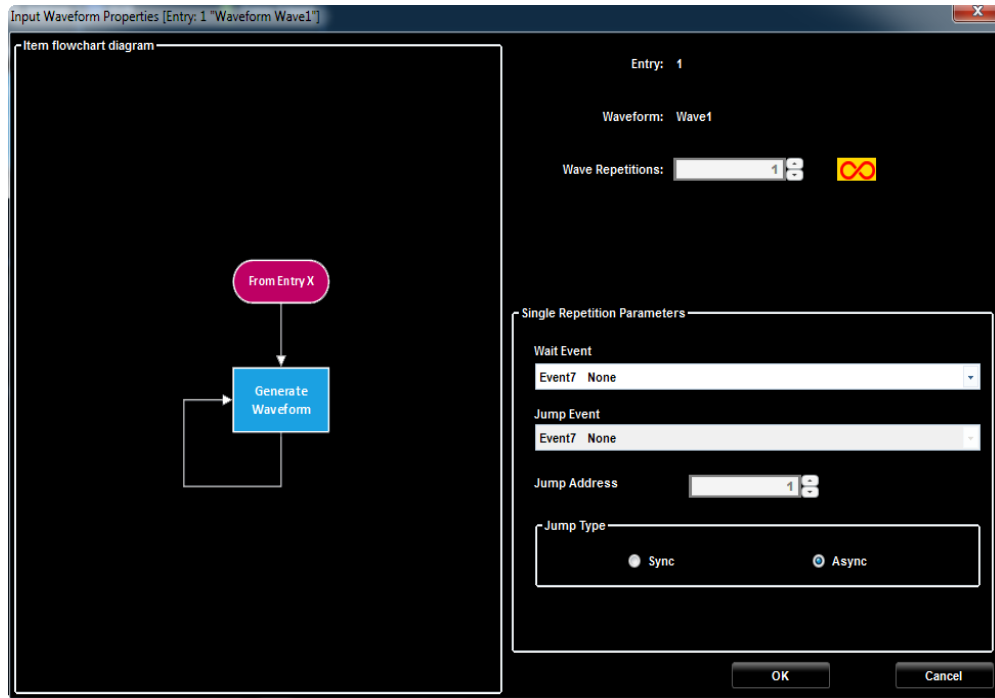 Input Waveform Properties [Entry: 1 "Waveform Wave1"]
Item flowchart diagram
From Entry X
Generate
Waveform
Entry: 1
Waveform: Wave1
Wave Repetitions: 1
Single Repetition Parameters
Wait Event
Event7 None
Jump Event
Event7 None
Jump Address 1
Jump Type
Sync Async
OK Cancel